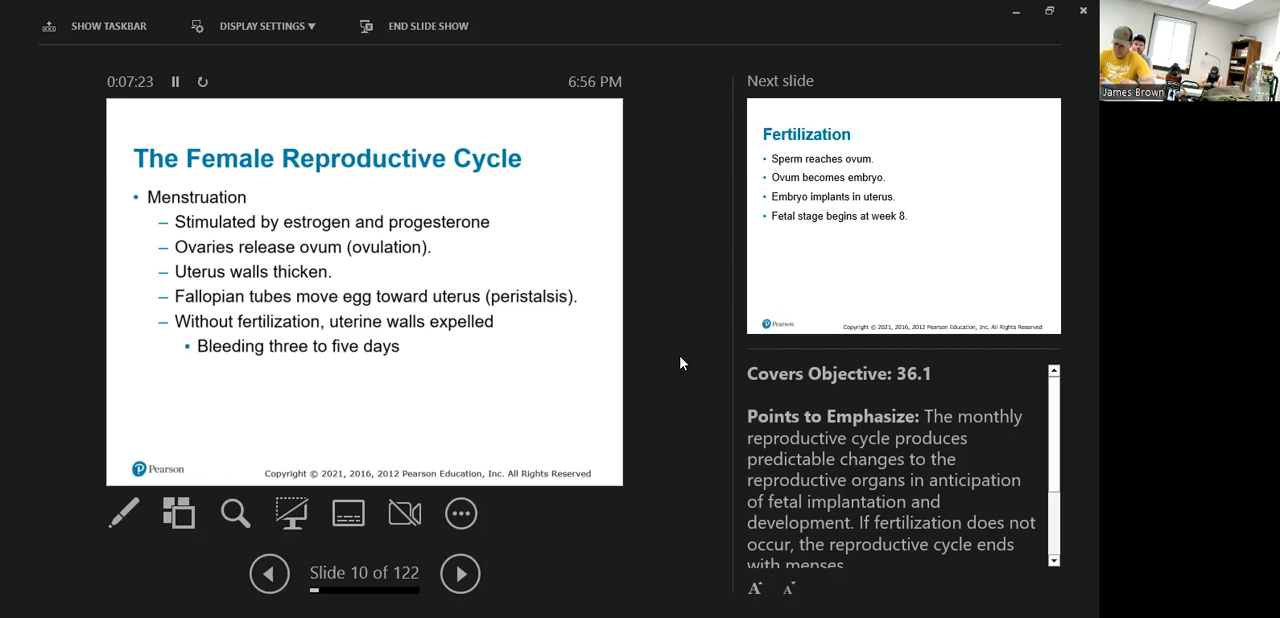 SHOW TASKBAR DISPLAY SETTINGS ▼ END SLIDE SHOW
0:07:23 6:56 PM
The Female Reproductive Cycle
• Menstruation
– Stimulated by estrogen and progesterone
– Ovaries release ovum (ovulation).
– Uterus walls thicken.
– Fallopian tubes move egg toward uterus (peristalsis).
– Without fertilization, uterine walls expelled
▪ Bleeding three to five days
Pearson Copyright © 2021, 2016, 2012 Pearson Education, Inc. All Rights Reserved
Slide 10 of 122
Next slide
Fertilization
• Sperm reaches ovum.
• Ovum becomes embryo.
• Embryo implants in uterus.
• Fetal stage begins at week 8.
Pearson Copyright © 2021, 2016, 2012 Pearson Education, Inc. All Rights Reserved
Covers Objective: 36.1
Points to Emphasize: The monthly
reproductive cycle produces
predictable changes to the
reproductive organs in anticipation
of fetal implantation and
development. If fertilization does not
occur, the reproductive cycle ends
with menses.
A A
James Brown